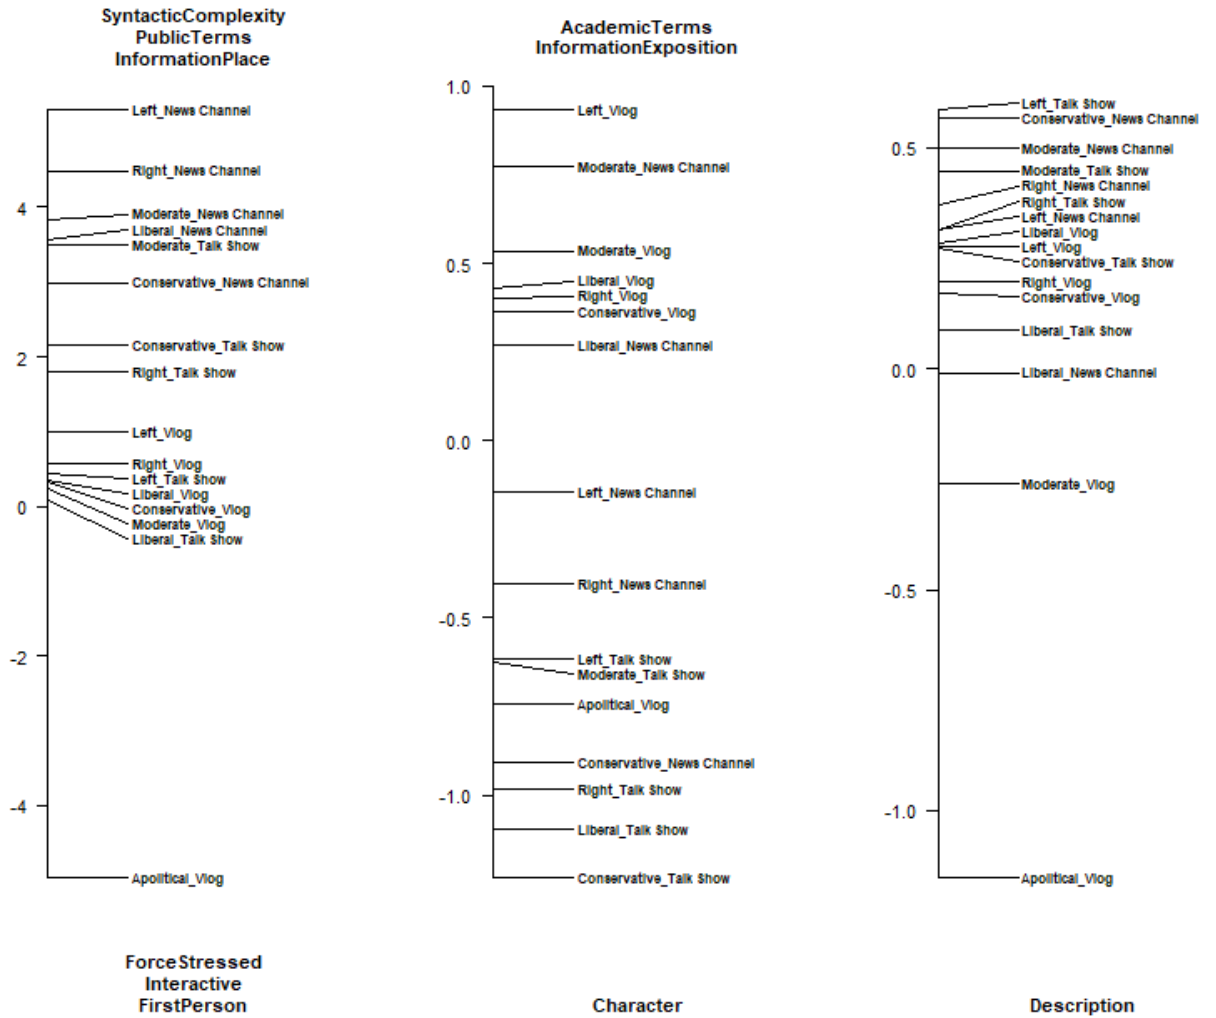 SyntacticComplexity
PublicTerms
InformationPlace
4
2
0
-2
-4
Left_News Channel
Right_News Channel
Moderate_News Channel
Liberal_News Channel
Moderate_Talk Show
Conservative_News Channel
Conservative_Talk Show
Right_Talk Show
Left_Vlog
Right_Vlog
Left_Talk Show
Liberal_Vlog
Conservative_Vlog
Moderate_Vlog
Liberal_Talk Show
Apolitical_Vlog
ForceStressed
Interactive
FirstPerson
AcademicTerms
InformationExposition
1.0
0.5
0.0
-0.5
-1.0
Left_Vlog
Moderate_News Channel
Moderate_Vlog
Liberal_Vlog
Right_Vlog
Conservative_Vlog
Liberal_News Channel
Left_News Channel
Right_News Channel
Left_Talk Show
Moderate_Talk Show
Apolitical_Vlog
Conservative_News Channel
Right_Talk Show
Liberal_Talk Show
Conservative_Talk Show
Character
0.5
0.0
-0.5
-1.0
Left_Talk Show
Conservative_News Channel
Moderate_News Channel
Moderate_Talk Show
Right_News Channel
Right_Talk Show
Left_News Channel
Liberal_Vlog
Left_Vlog
Conservative_Talk Show
Right_Vlog
Conservative_Vlog
Liberal_Talk Show
Liberal_News Channel
Moderate_Vlog
Apolitical_Vlog
Description